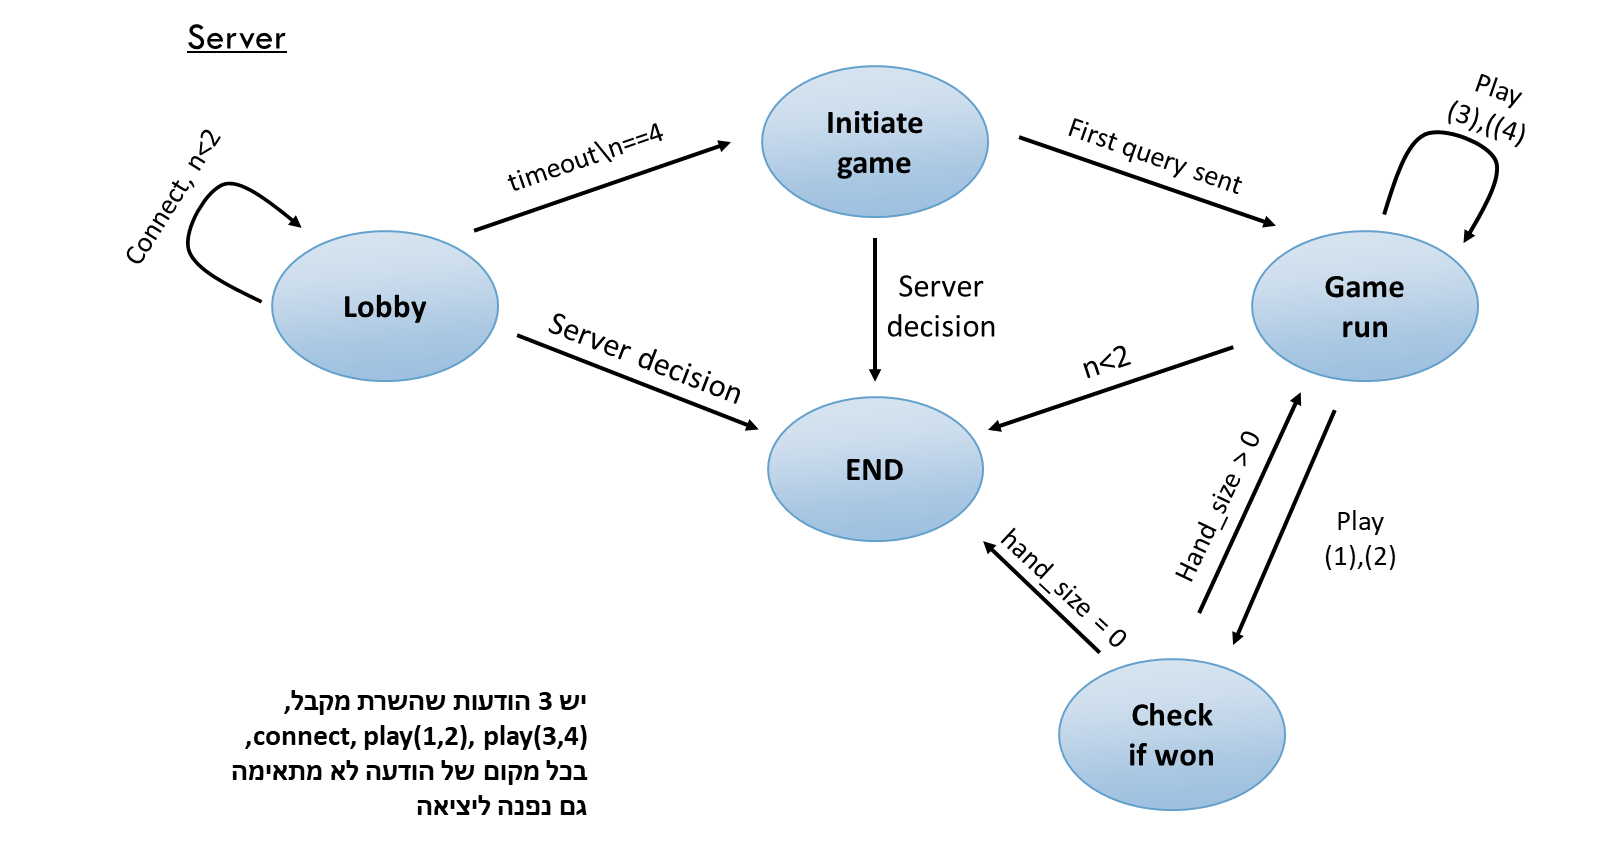 Server
Connect, n<2
timeout\n==4
Initiate
game
First query sent
Play
(3),((4)
Lobby
Server decision
Server
decision
Game
run
n<2
END
Hand_size > 0
Play
(1),(2)
hand_size = 0
Check
if won
יש 3 הודעות שהשרת מקבל,
connect, play(1,2), play(3,4),
בכל מקום של הודעה לא מתאימה
גם נפנה ליציאה